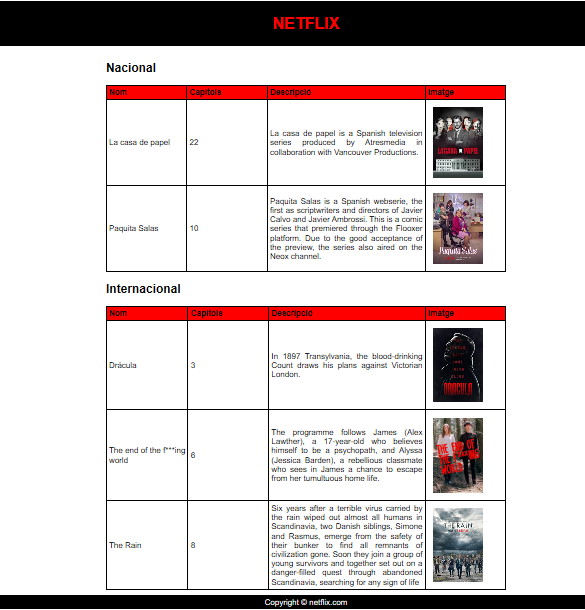 NETFLIX
Nacional
Nom Capitols Descripció Imatge
La casa de papel 22
La casa de papel is a Spanish television
series produced by Atresmedia in
collaboration with Vancouver Productions.
LA CASA DE PAPEL
Paquita Salas 10
Paquita Salas is a Spanish webserie, the
first as scriptwriters and directors of Javier
Calvo and Javier Ambrossi. This is a comic
series that premiered through the Flooxer
platform. Due to the good acceptance of
the preview, the series also aired on the
Neox channel.
Paquita Salas
Internacional
Nom Capitols Descripció Imatge
Drácula 3
In 1897 Transylvania, the blood-drinking
Count draws his plans against Victorian
London.
DRACULA
The end of the f***ing
world
6
The programme follows James (Alex
Lawther), a 17-year-old who believes
himself to be a psychopath, and Alyssa
(Jessica Barden), a rebellious classmate
who sees in James a chance to escape
from her tumultuous home life.
THE END OF
THE
WORLD
The Rain 8
Six years after a terrible virus carried by
the rain wiped out almost all humans in
Scandinavia, two Danish siblings, Simone
and Rasmus, emerge from the safety of
their bunker to find all remnants of
civilization gone. Soon they join a group of
young survivors and together set out on a
danger-filled quest through abandoned
Scandinavia, searching for any sign of life
THE RAIN
Copyright © netflix.com